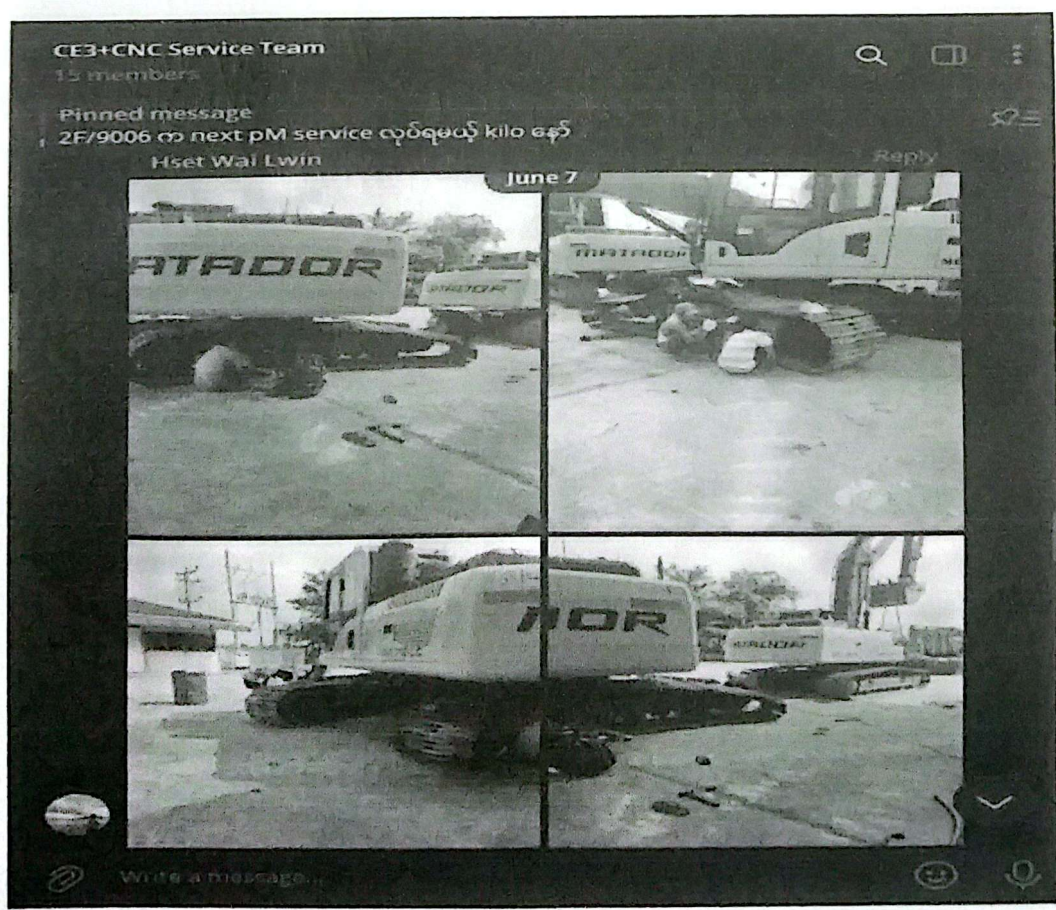 CE3+CNC Service Team
15 members
Pinned message
2F/9006 က next pM service လုပ်ရမယ့် kilo နော်
Hset Wai Lwin
Reply
June 7
ATADOR
MATADOR
MATADOR
ADOR
Write a message...